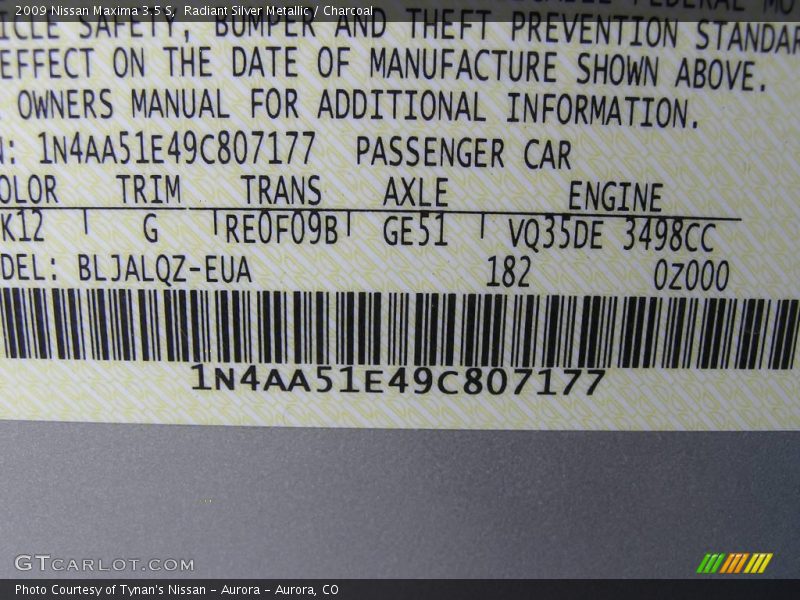 2009 Nissan Maxima 3.5 S, Radiant Silver Metallic / Charcoal
FEDERAL MO
ICLE SAFETY, BUMPER AND THEFT PREVENTION STANDAR
EFFECT ON THE DATE OF MANUFACTURE SHOWN ABOVE.
OWNERS MANUAL FOR ADDITIONAL INFORMATION.
N: 1N4AA51E49C807177 PASSENGER CAR
OLOR TRIM TRANS AXLE ENGINE
K12 G RE0F09B GE51 VQ35DE 3498CC
DEL: BLJALQZ-EUA 182 0Z000
1N4AA51E49C807177
GTCARLOT.COM
Photo Courtesy of Tynan's Nissan - Aurora - Aurora, CO